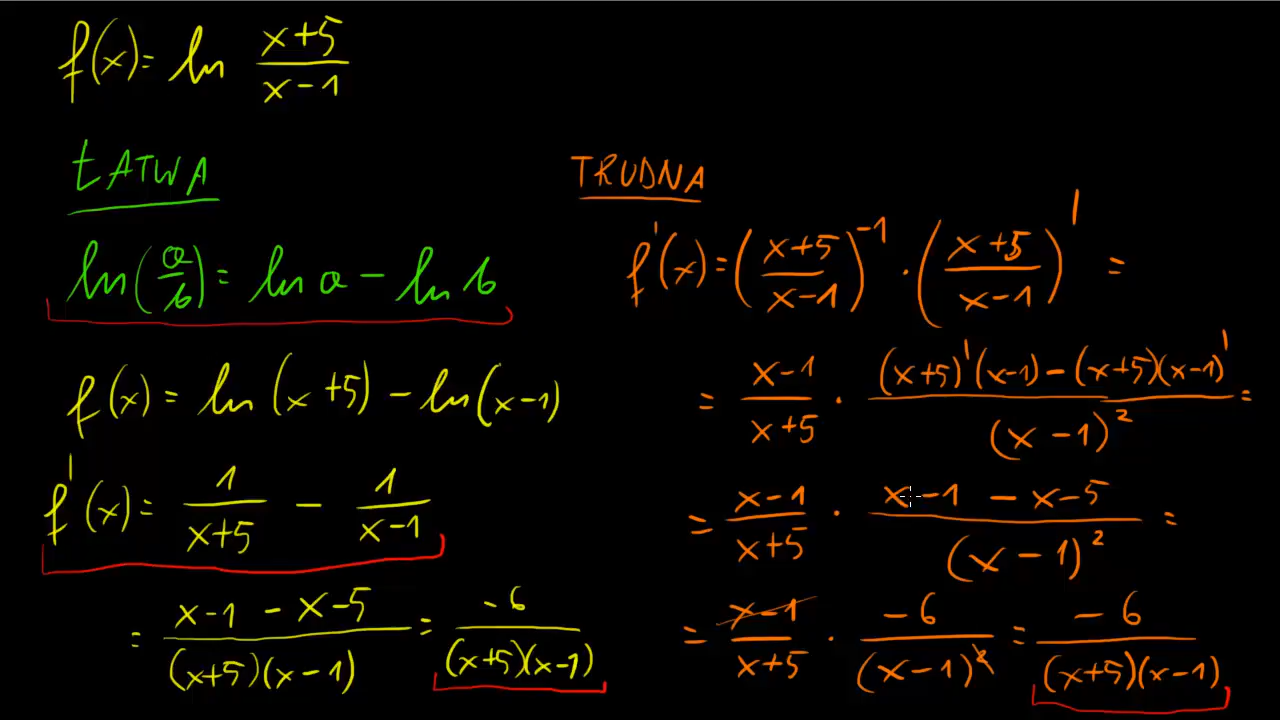 f(x) = ln (x+5)/(x-1)
ŁATWA
ln(a/b) = ln a - ln b
f(x) = ln(x+5) - ln(x-1)
f'(x) = 1/(x+5) - 1/(x-1)
= (x-1 - x-5)/((x+5)(x-1)) = -6/((x+5)(x-1))
TRUDNA
f'(x) = ((x+5)/(x-1))^-1 · ((x+5)/(x-1))' =
= (x-1)/(x+5) · ((x+5)'(x-1) - (x+5)(x-1)')/(x-1)^2 =
= (x-1)/(x+5) · (x-1 - x-5)/(x-1)^2 =
= (x-1)/(x+5) · -6/(x-1)^2 = -6/((x+5)(x-1))